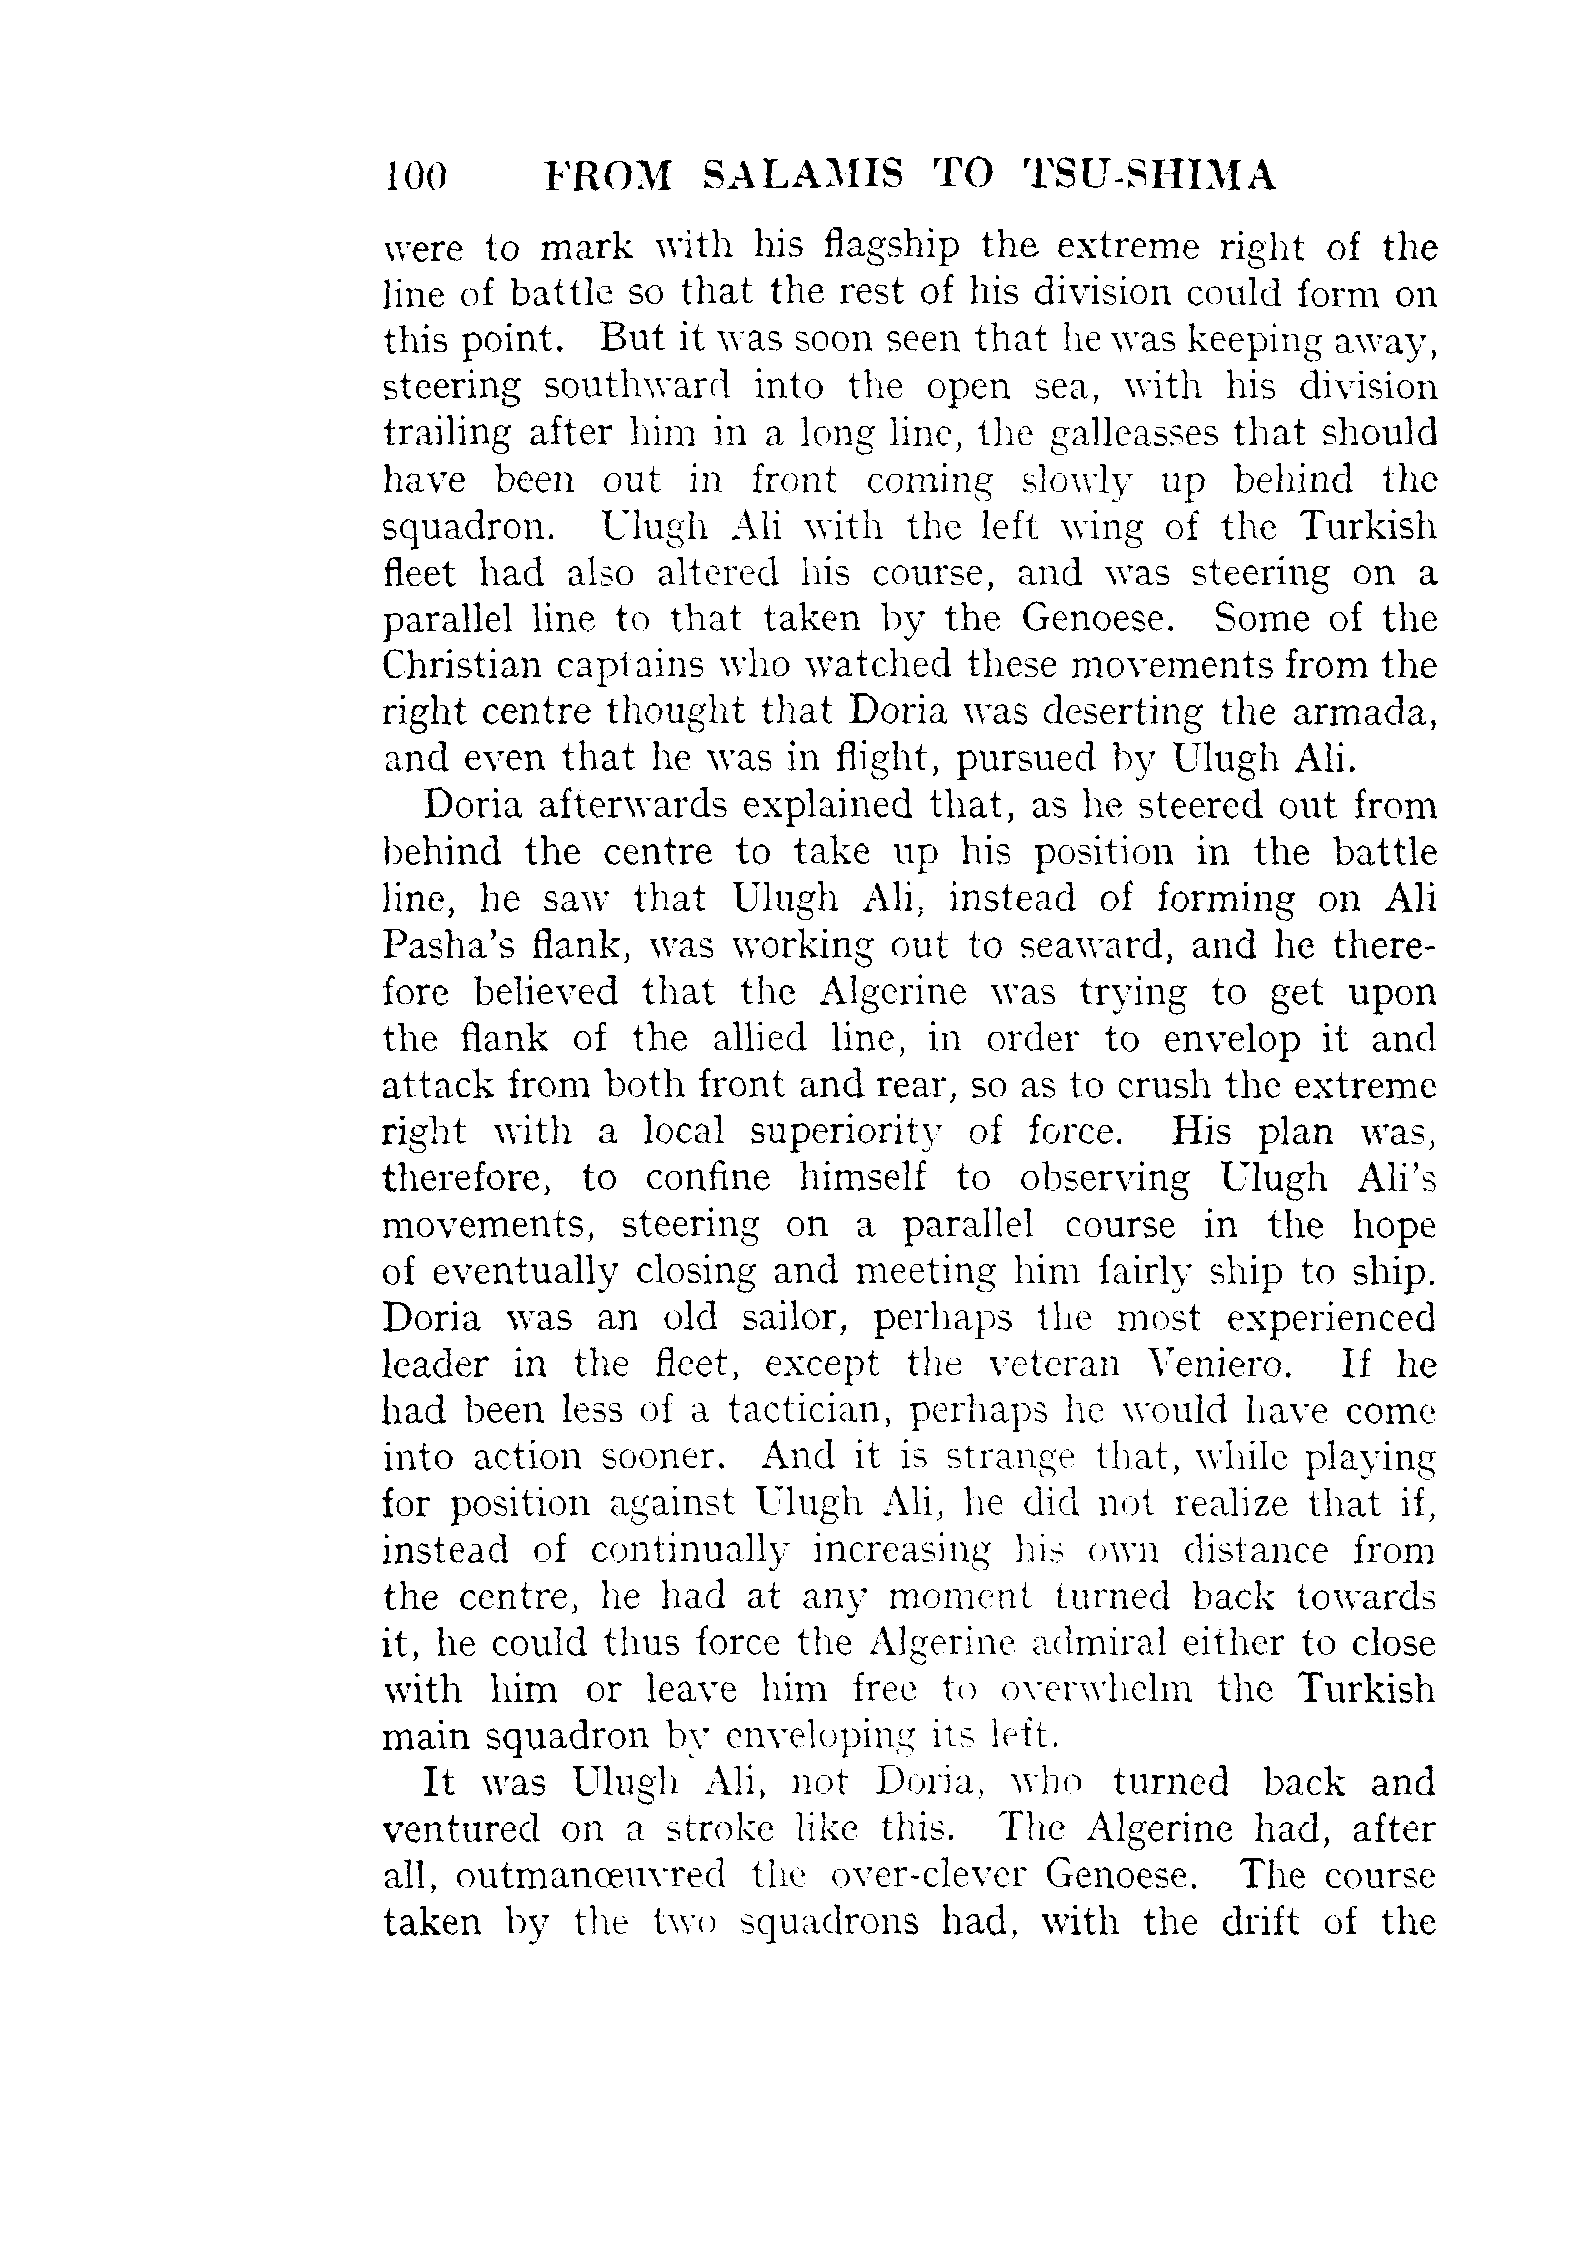 100 FROM SALAMIS TO TSU-SHIMA
were to mark with his flagship the extreme right of the
line of battle so that the rest of his division could form on
this point. But it was soon seen that he was keeping away,
steering southward into the open sea, with his division
trailing after him in a long line, the galleasses that should
have been out in front coming slowly up behind the
squadron. Ulugh Ali with the left wing of the Turkish
fleet had also altered his course, and was steering on a
parallel line to that taken by the Genoese. Some of the
Christian captains who watched these movements from the
right centre thought that Doria was deserting the armada,
and even that he was in flight, pursued by Ulugh Ali.
Doria afterwards explained that, as he steered out from
behind the centre to take up his position in the battle
line, he saw that Ulugh Ali, instead of forming on Ali
Pasha's flank, was working out to seaward, and he there-
fore believed that the Algerine was trying to get upon
the flank of the allied line, in order to envelop it and
attack from both front and rear, so as to crush the extreme
right with a local superiority of force. His plan was,
therefore, to confine himself to observing Ulugh Ali's
movements, steering on a parallel course in the hope
of eventually closing and meeting him fairly ship to ship.
Doria was an old sailor, perhaps the most experienced
leader in the fleet, except the veteran Veniero. If he
had been less of a tactician, perhaps he would have come
into action sooner. And it is strange that, while playing
for position against Ulugh Ali, he did not realize that if,
instead of continually increasing his own distance from
the centre, he had at any moment turned back towards
it, he could thus force the Algerine admiral either to close
with him or leave him free to overwhelm the Turkish
main squadron by enveloping its left.
It was Ulugh Ali, not Doria, who turned back and
ventured on a stroke like this. The Algerine had, after
all, outmanœuvred the over-clever Genoese. The course
taken by the two squadrons had, with the drift of the